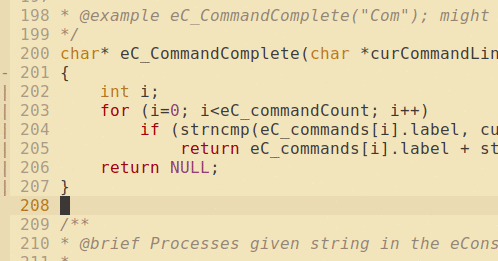 198 * @example eC_CommandComplete("Com"); might
199 */
200 char* eC_CommandComplete(char *curCommandLin
201 {
202 int i;
203 for (i=0; i<eC_commandCount; i++)
204 if (strncmp(eC_commands[i].label, cu
205 return eC_commands[i].label + st
206 return NULL;
207 }
208
209 /**
210 * @brief Processes given string in the eCons
211 *